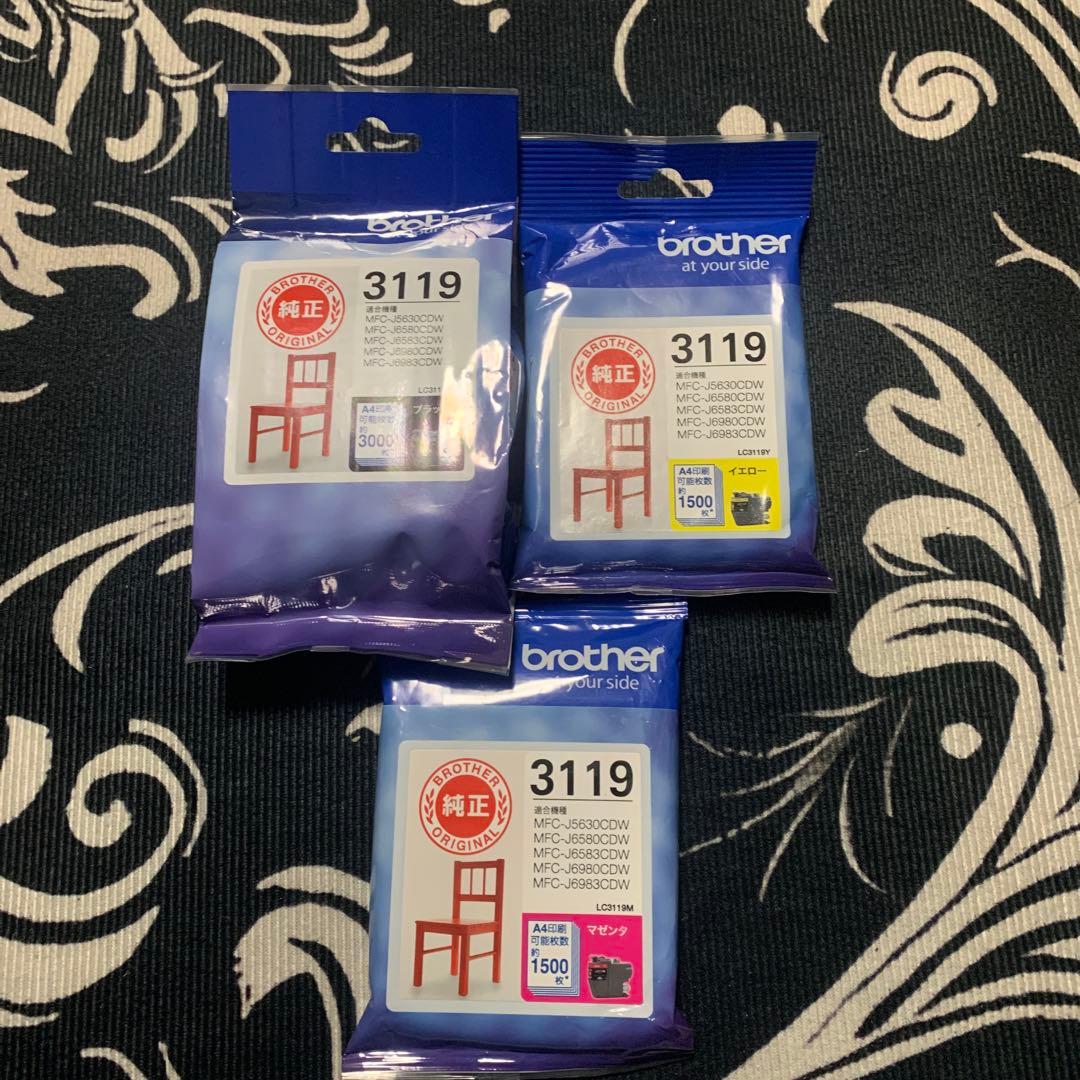 brother
BROTHER
純正
ORIGINAL
3119
適合機種
MFC-J5630CDW
MFC-J6580CDW
MFC-J6583CDW
MFC-J6980CDW
MFC-J6983CDW
A4印刷
可能枚数
約
3000
枚*
brother
at your side
BROTHER
純正
ORIGINAL
3119
適合機種
MFC-J5630CDW
MFC-J6580CDW
MFC-J6583CDW
MFC-J6980CDW
MFC-J6983CDW
LC3119Y
A4印刷
可能枚数
約
1500
枚*
イエロー
brother
at your side
BROTHER
純正
ORIGINAL
3119
適合機種
MFC-J5630CDW
MFC-J6580CDW
MFC-J6583CDW
MFC-J6980CDW
MFC-J6983CDW
LC3119M
A4印刷
可能枚数
約
1500
枚*
マゼンタ